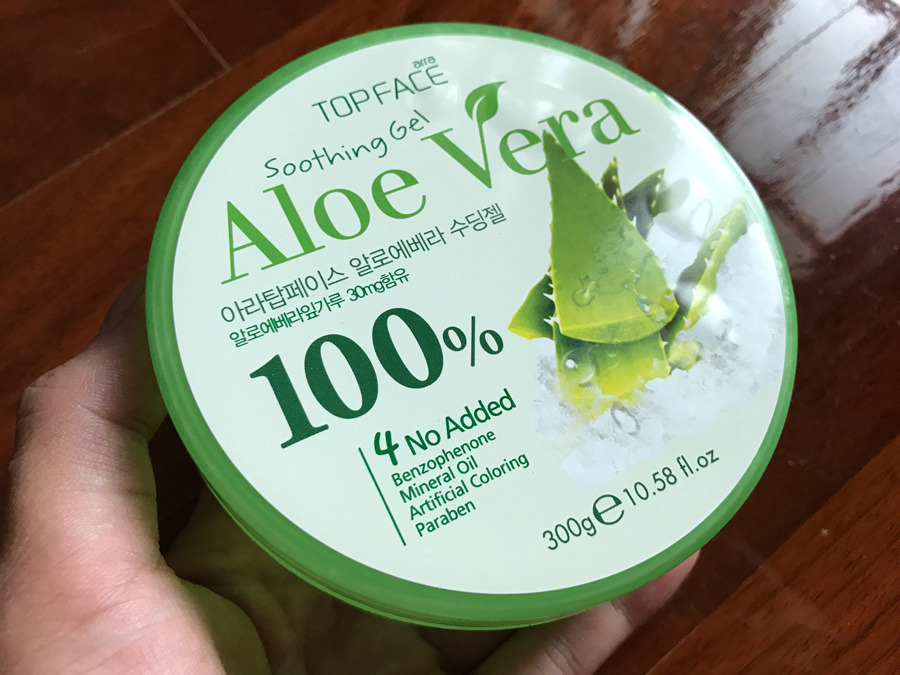 arra
TOPFACE
Soothing Gel
Aloe Vera
아라탑페이스 알로에베라 수딩젤
알로에베라잎가루 30mg함유
100%
4 No Added
Benzophenone
Mineral Oil
Artificial Coloring
Paraben
300g℮10.58 fl.oz